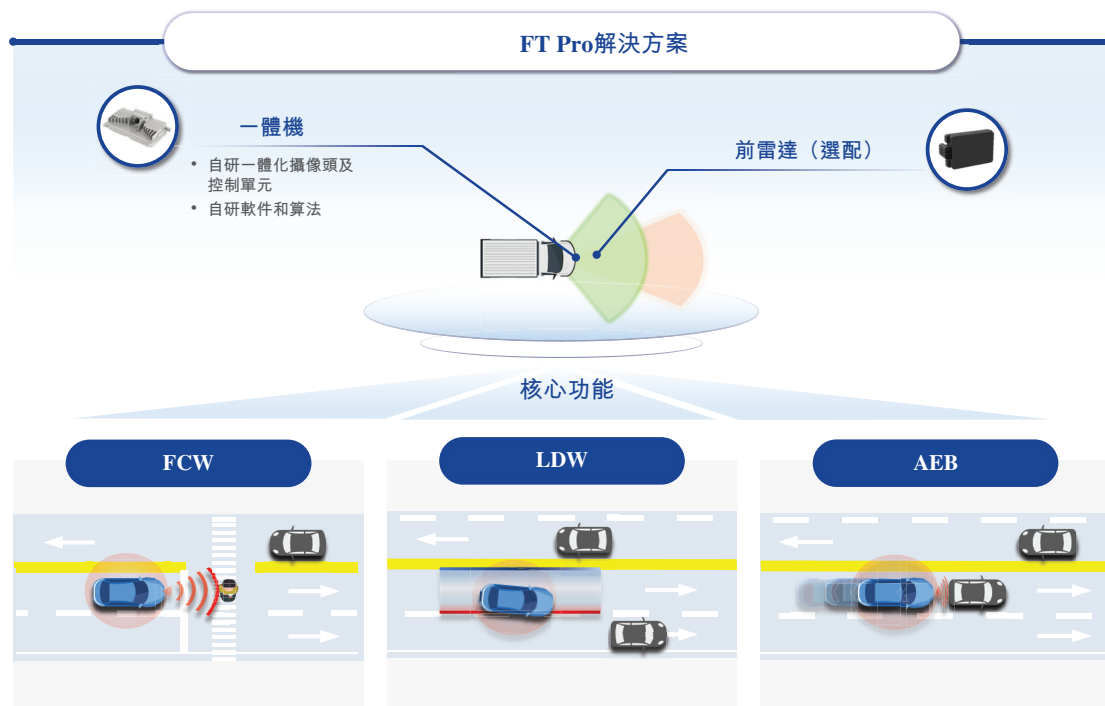 FT Pro解決方案
一體機
• 自研一體化攝像頭及
控制單元
• 自研軟件和算法
前雷達（選配）
核心功能
FCW
LDW
AEB